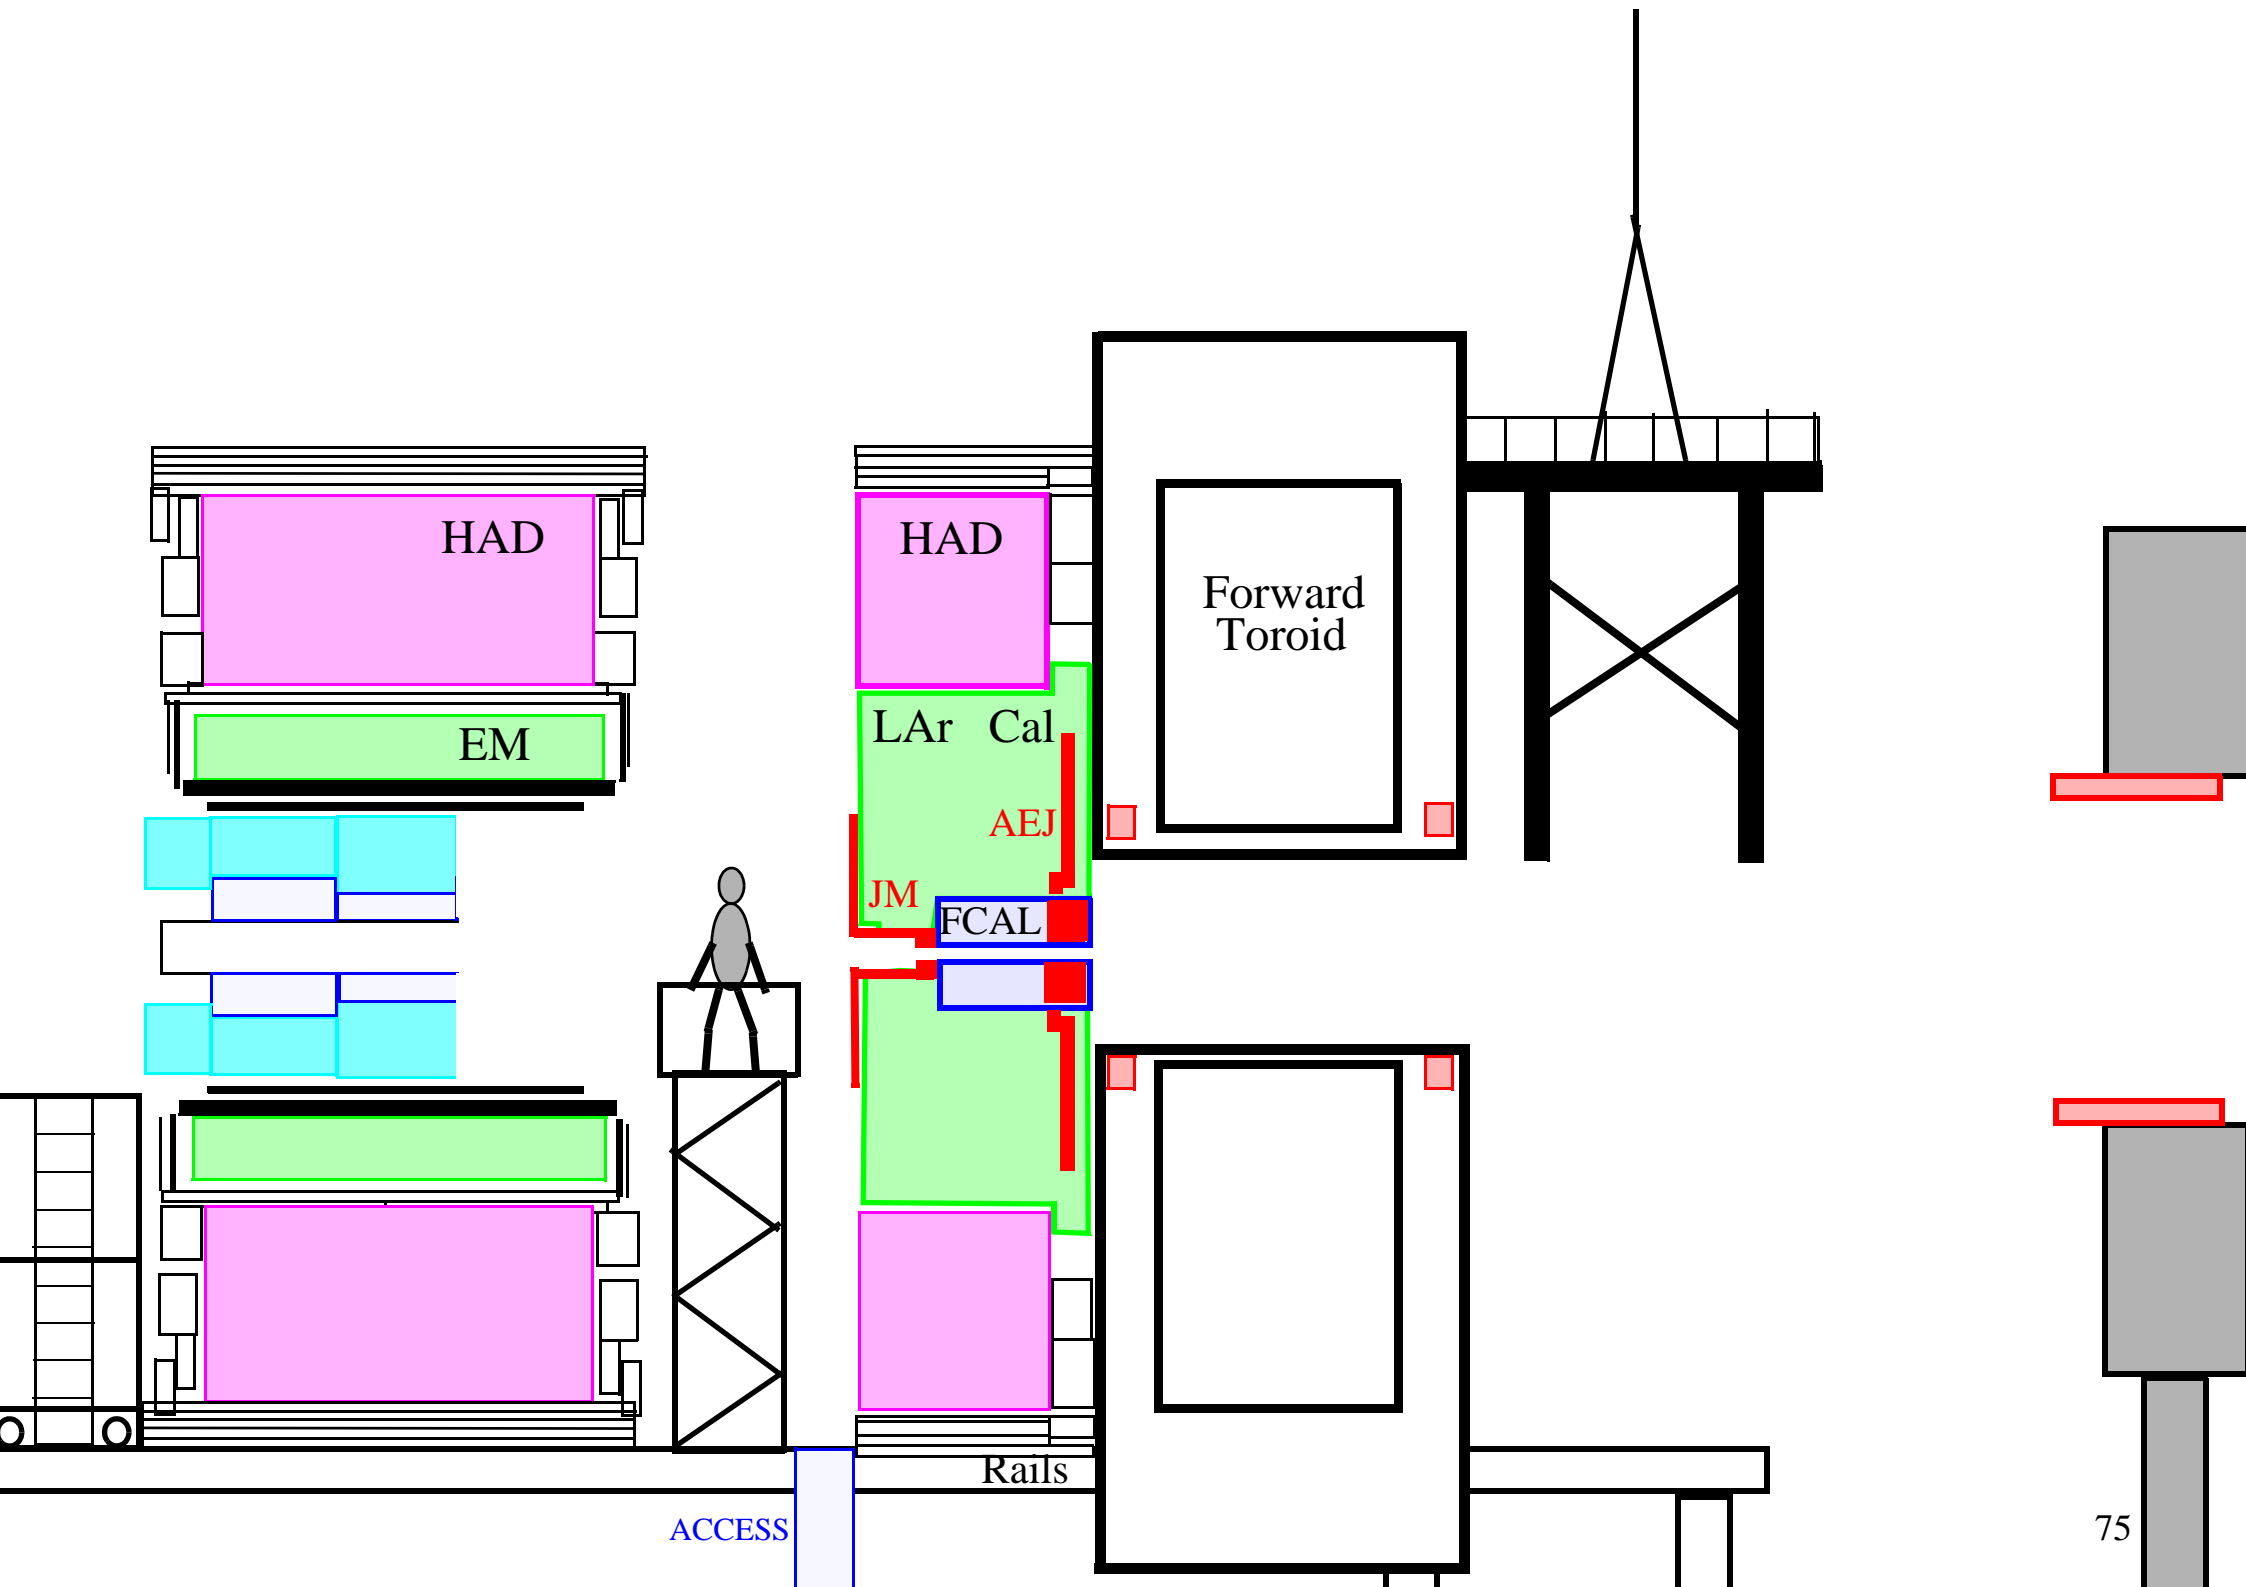 HAD
HAD
Forward
Toroid
EM
LAr Cal
AEJ
JM
FCAL
Rails
ACCESS
75